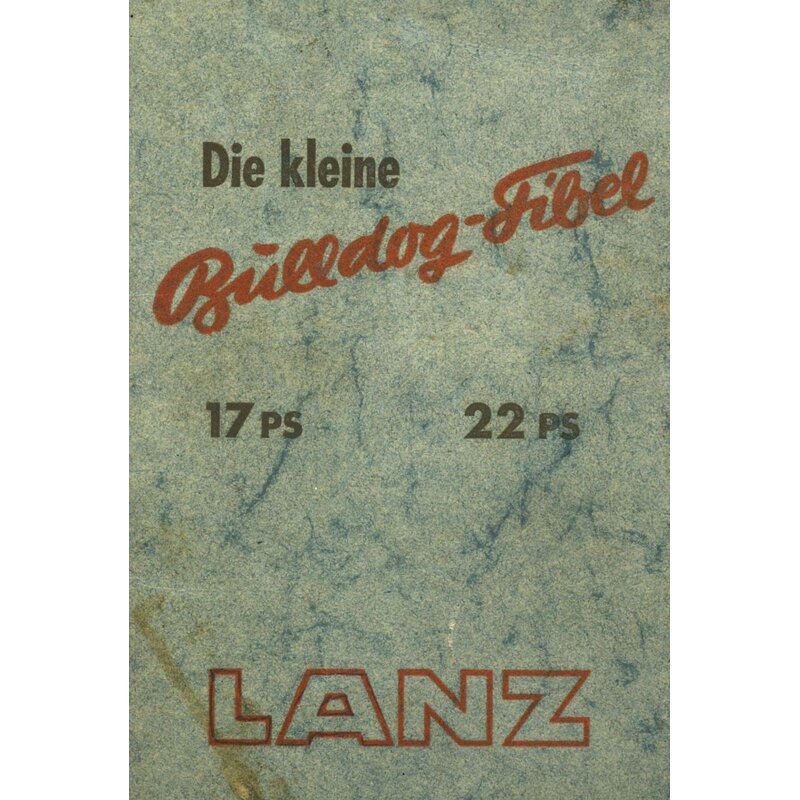 Die kleine
Bulldog-Fibel
17 PS 22 PS
LANZ